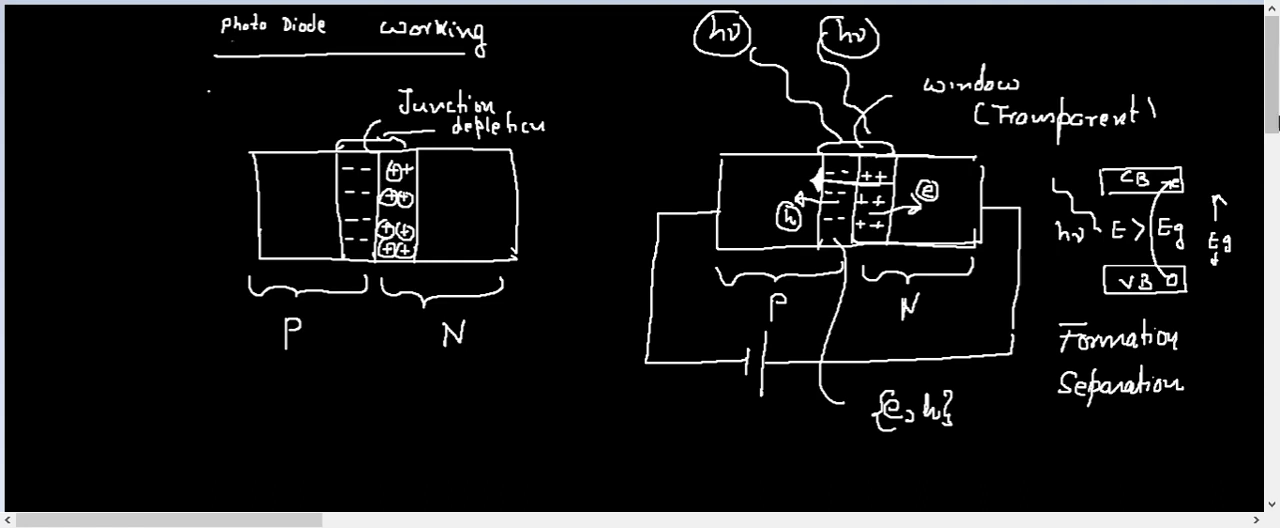 Photo Diode Working
Junction
depletion
- -
- -
- -
- -
+ +
+ +
+ +
+ +
P
N
hν
hν
window
(Transparent)
- -
- -
- -
+ +
+ +
+ +
h
e
P
N
{e, h}
hν E > Eg
CB e
VB
Eg
Formation
Separation